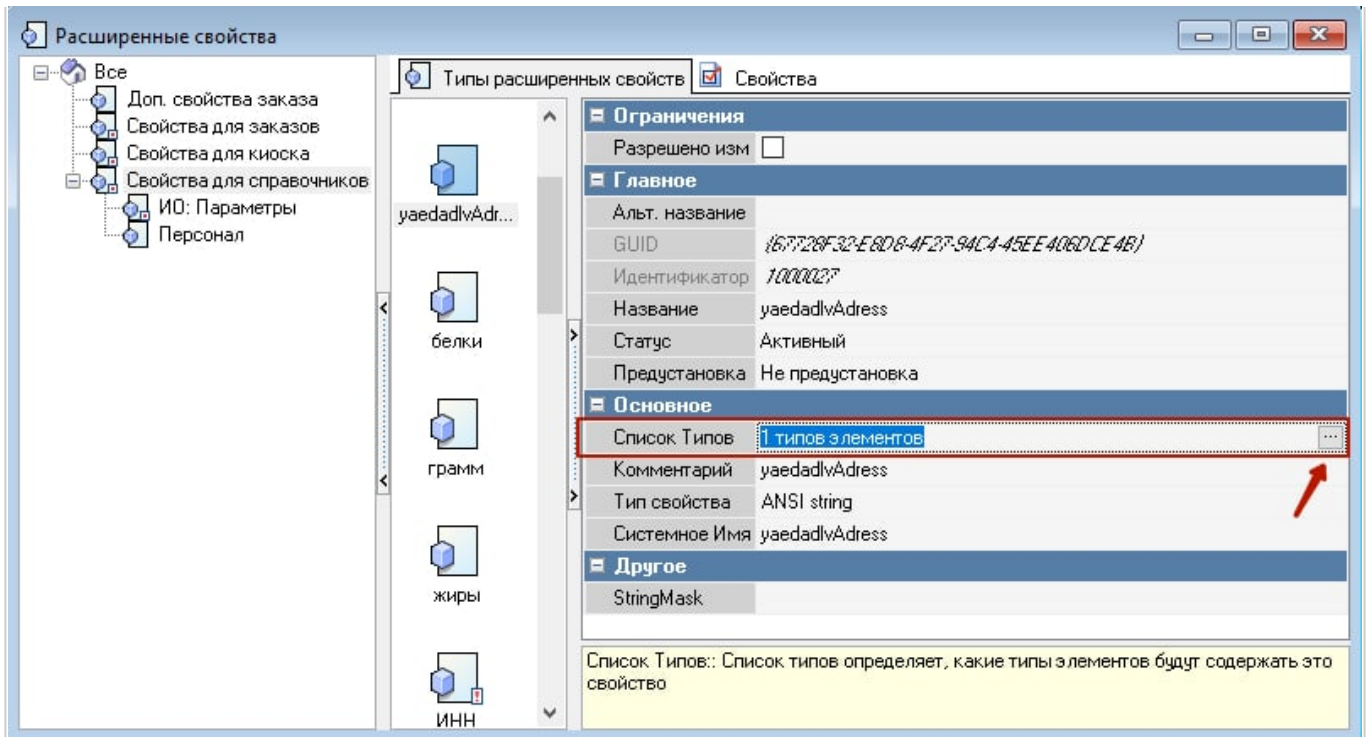 Расширенные свойства
Все
Доп. свойства заказа
Свойства для заказов
Свойства для киоска
Свойства для справочников
ИО: Параметры
Персонал
Типы расширенных свойств
Свойства
yaedadlvAdr...
белки
грамм
жиры
ИНН
Ограничения
Разрешено изм
Главное
Альт. название
GUID {67728F32-E8D8-4F27-94C4-45EE406DCE4B}
Идентификатор 1000027
Название yaedadlvAdress
Статус Активный
Предустановка Не предустановка
Основное
Список Типов 1 типов элементов ...
Комментарий yaedadlvAdress
Тип свойства ANSI string
Системное Имя yaedadlvAdress
Другое
StringMask
Список Типов:: Список типов определяет, какие типы элементов будут содержать это
свойство